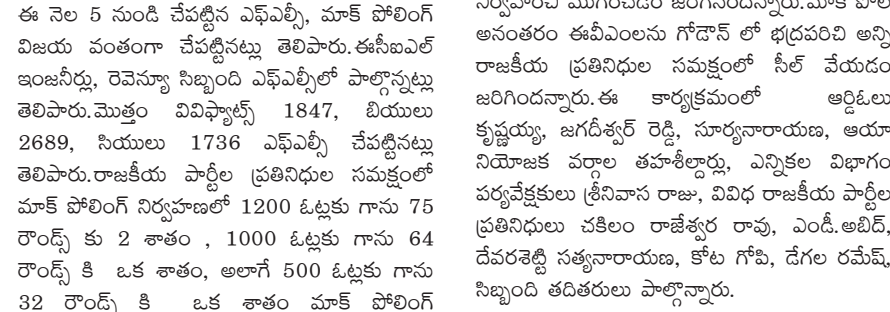 ఈ నెల 5 నుండి చేపట్టిన ఎఫ్ఎల్సీ, మాక్ పోలింగ్
విజయ వంతంగా చేపట్టినట్లు తెలిపారు.ఈసీఐఎల్
ఇంజనీర్లు, రెవెన్యూ సిబ్బంది ఎఫ్ఎల్సీలో పాల్గొన్నట్లు
తెలిపారు.మొత్తం వివిఫ్యాట్స్ 1847, బియులు
2689, సియులు 1736 ఎఫ్ఎల్సీ చేపట్టినట్లు
తెలిపారు.రాజకీయ పార్టీల ప్రతినిధుల సమక్షంలో
మాక్ పోలింగ్ నిర్వహణలో 1200 ఓట్లకు గాను 75
రౌండ్స్ కు 2 శాతం , 1000 ఓట్లకు గాను 64
రౌండ్స్ కి ఒక శాతం, అలాగే 500 ఓట్లకు గాను
32 రౌండ్స్ కి ఒక శాతం మాక్ పోలింగ్
అనంతరం ఈవీఎంలను గోడౌన్ లో భద్రపరిచి అన్ని
రాజకీయ ప్రతినిధుల సమక్షంలో సీల్ వేయడం
జరిగిందన్నారు.ఈ కార్యక్రమంలో ఆర్డిఓలు
కృష్ణయ్య, జగదీశ్వర్ రెడ్డి, సూర్యనారాయణ, ఆయా
నియోజక వర్గాల తహశీల్దార్లు, ఎన్నికల విభాగం
పర్యవేక్షకులు శ్రీనివాస రాజు, వివిధ రాజకీయ పార్టీల
ప్రతినిధులు చకిలం రాజేశ్వర రావు, ఎండీ.అబిద్,
దేవరశెట్టి సత్యనారాయణ, కోట గోపి, డేగల రమేష్,
సిబ్బంది తదితరులు పాల్గొన్నారు.